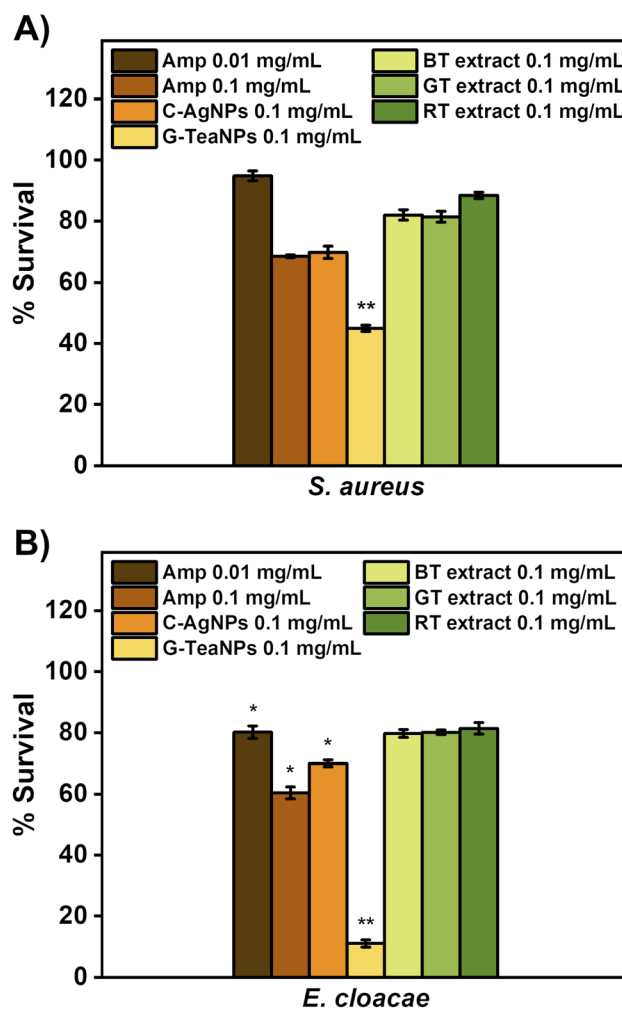 A)
Amp 0.01 mg/mL
Amp 0.1 mg/mL
C-AgNPs 0.1 mg/mL
G-TeaNPs 0.1 mg/mL
BT extract 0.1 mg/mL
GT extract 0.1 mg/mL
RT extract 0.1 mg/mL
% Survival
120
100
80
60
40
20
0
**
S. aureus
B)
Amp 0.01 mg/mL
Amp 0.1 mg/mL
C-AgNPs 0.1 mg/mL
G-TeaNPs 0.1 mg/mL
BT extract 0.1 mg/mL
GT extract 0.1 mg/mL
RT extract 0.1 mg/mL
% Survival
120
100
80
60
40
20
0
*
*
*
**
E. cloacae